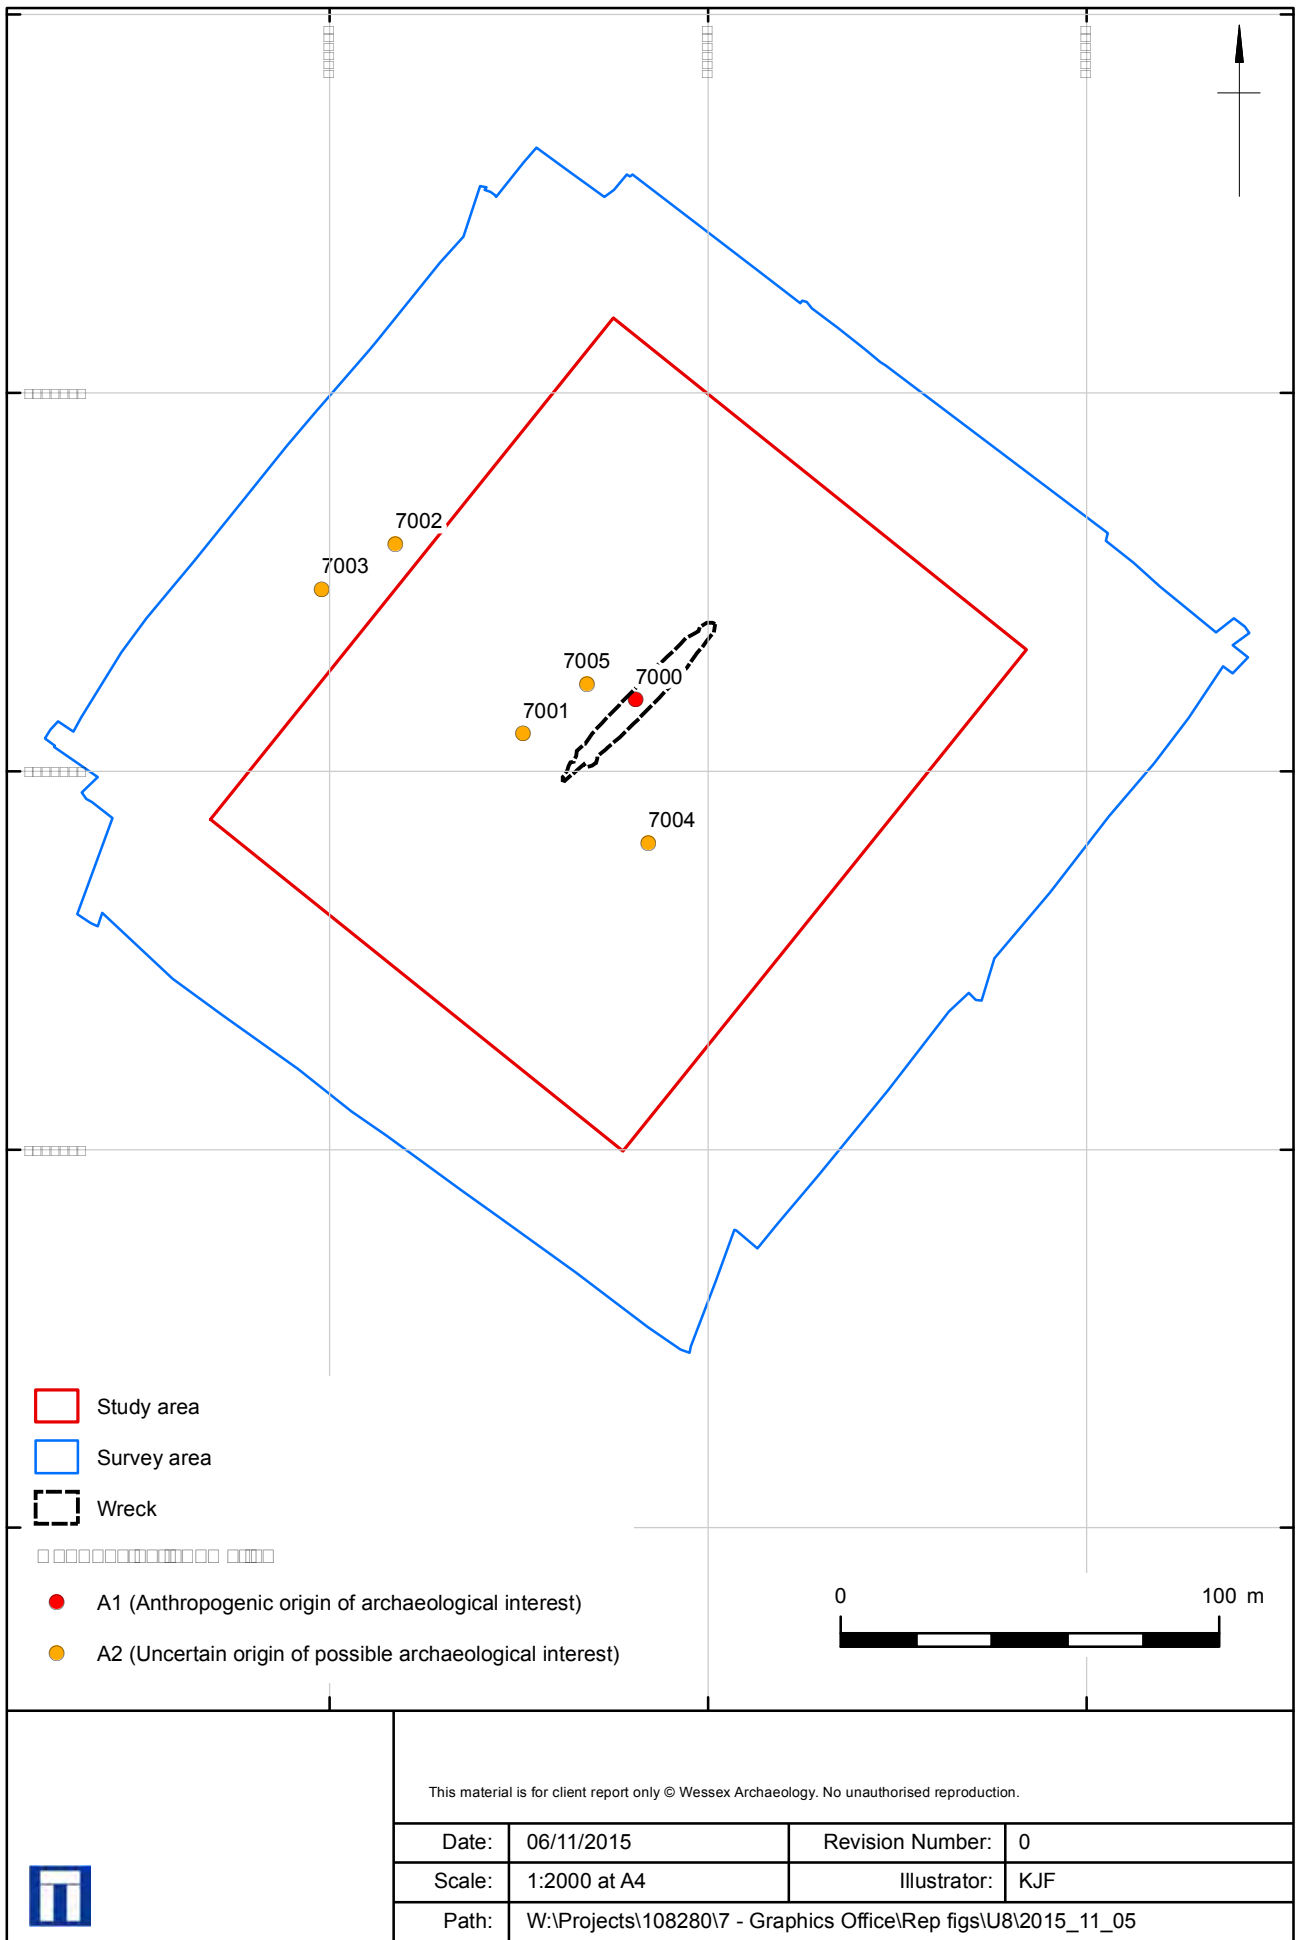 7002
7003
7005
7000
7001
7004
Study area
Survey area
Wreck
A1 (Anthropogenic origin of archaeological interest)
A2 (Uncertain origin of possible archaeological interest)
0 100 m
This material is for client report only © Wessex Archaeology. No unauthorised reproduction.
Date: 06/11/2015 Revision Number: 0
Scale: 1:2000 at A4 Illustrator: KJF
Path: W:\Projects\108280\7 - Graphics Office\Rep figs\U8\2015_11_05